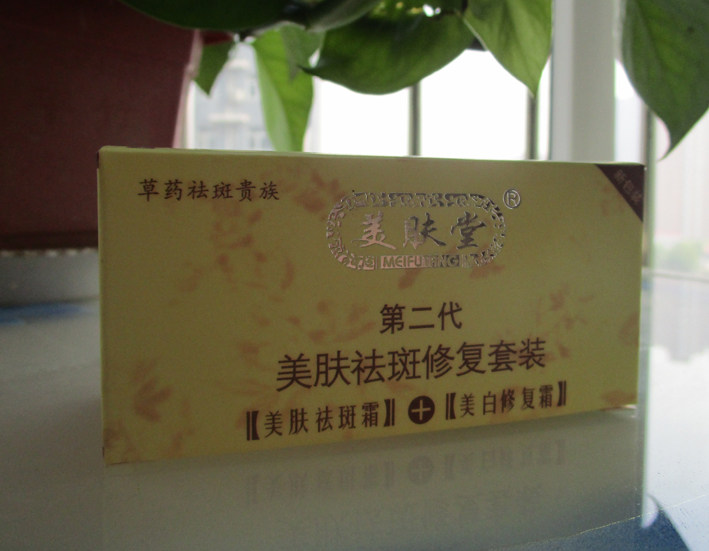 草药祛斑贵族
美肤堂®
MEIFUTANG
第二代
美肤祛斑修复套装
【美肤祛斑霜】+【美白修复霜】